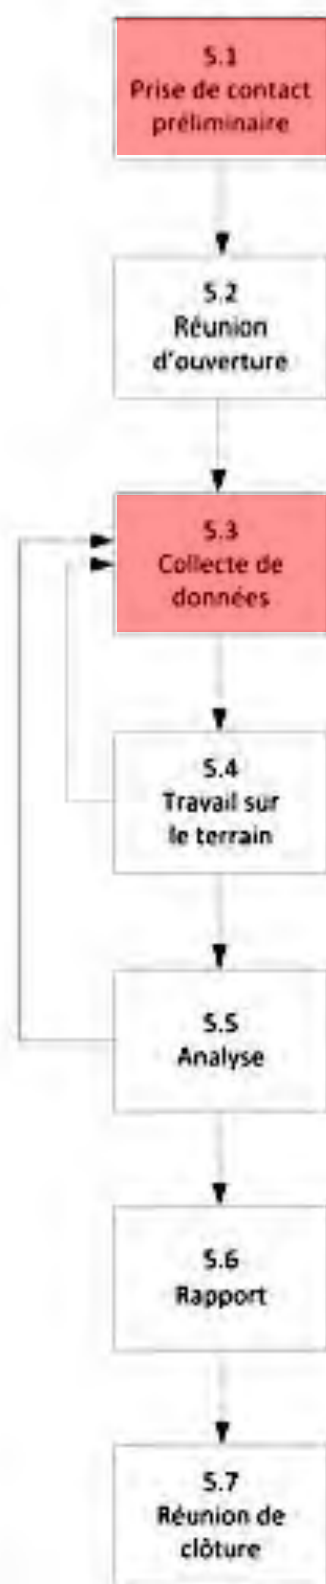 5.1
Prise de contact
préliminaire
5.2
Réunion
d'ouverture
5.3
Collecte de
données
5.4
Travail sur
le terrain
5.5
Analyse
5.6
Rapport
5.7
Réunion de
clôture